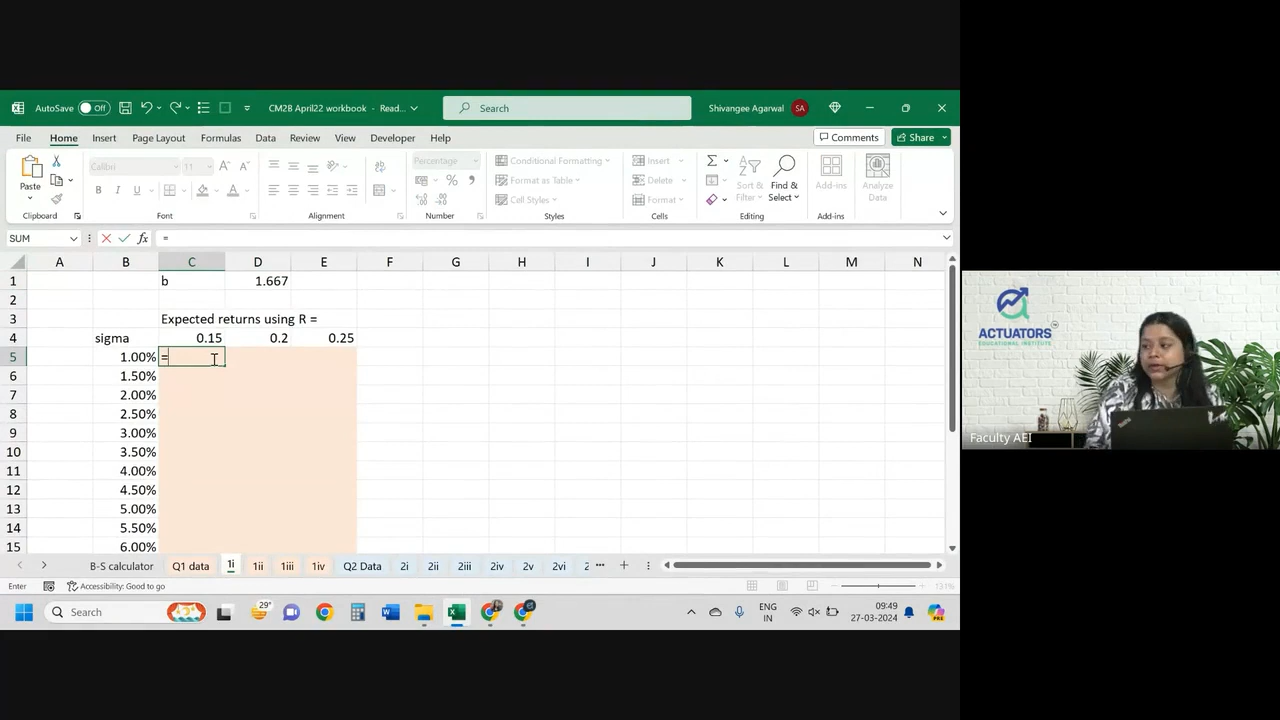 AutoSave Off CM2B April22 workbook - Read... Search Shivangee Agarwal SA
File Home Insert Page Layout Formulas Data Review View Developer Help Comments Share
Paste
Calibri 11
Percentage
Conditional Formatting
Format as Table
Cell Styles
Insert
Delete
Format
Sort & Filter
Find & Select
Add-ins
Analyze Data
Clipboard Font Alignment Number Styles Cells Editing Add-ins
SUM fx =
A B C D E F G H I J K L M N
1 b 1.667
2
3 Expected returns using R =
4 sigma 0.15 0.2 0.25
5 1.00% =
6 1.50%
7 2.00%
8 2.50%
9 3.00%
10 3.50%
11 4.00%
12 4.50%
13 5.00%
14 5.50%
15 6.00%
B-S calculator Q1 data 1i 1ii 1iii 1iv Q2 Data 2i 2ii 2iii 2iv 2v 2vi 2 ...
Enter Accessibility: Good to go 131%
Search 29° ENG IN 09:49 27-03-2024
ACTUATORS
EDUCATIONAL INSTITUTE
Faculty AEI